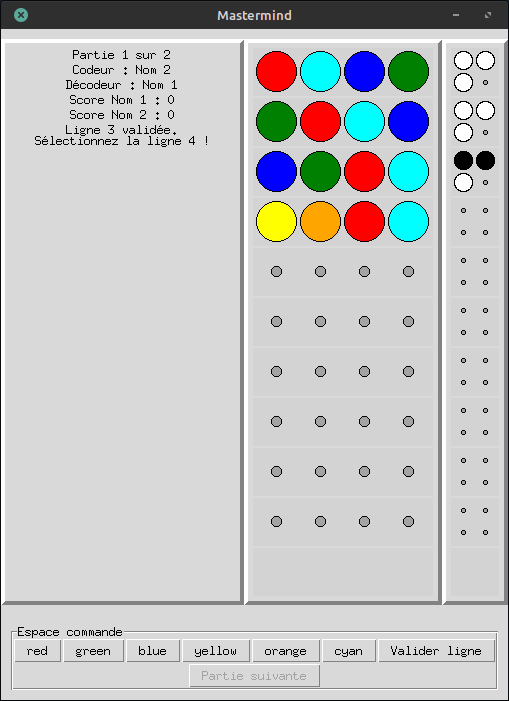 Mastermind
Partie 1 sur 2
Codeur : Nom 2
Décodeur : Nom 1
Score Nom 1 : 0
Score Nom 2 : 0
Ligne 3 validée.
Sélectionnez la ligne 4 !
Espace commande
red green blue yellow orange cyan Valider ligne
Partie suivante